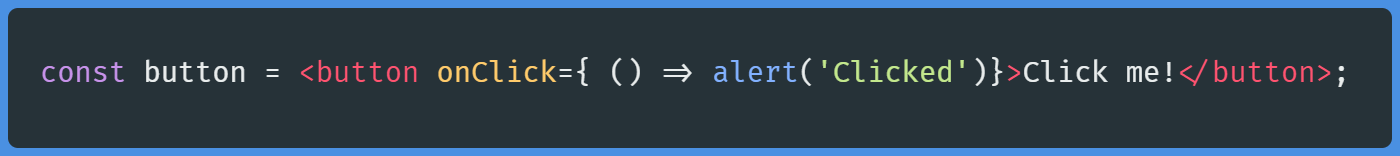 const button = <button onClick={ () => alert('Clicked')}>Click me!</button>;